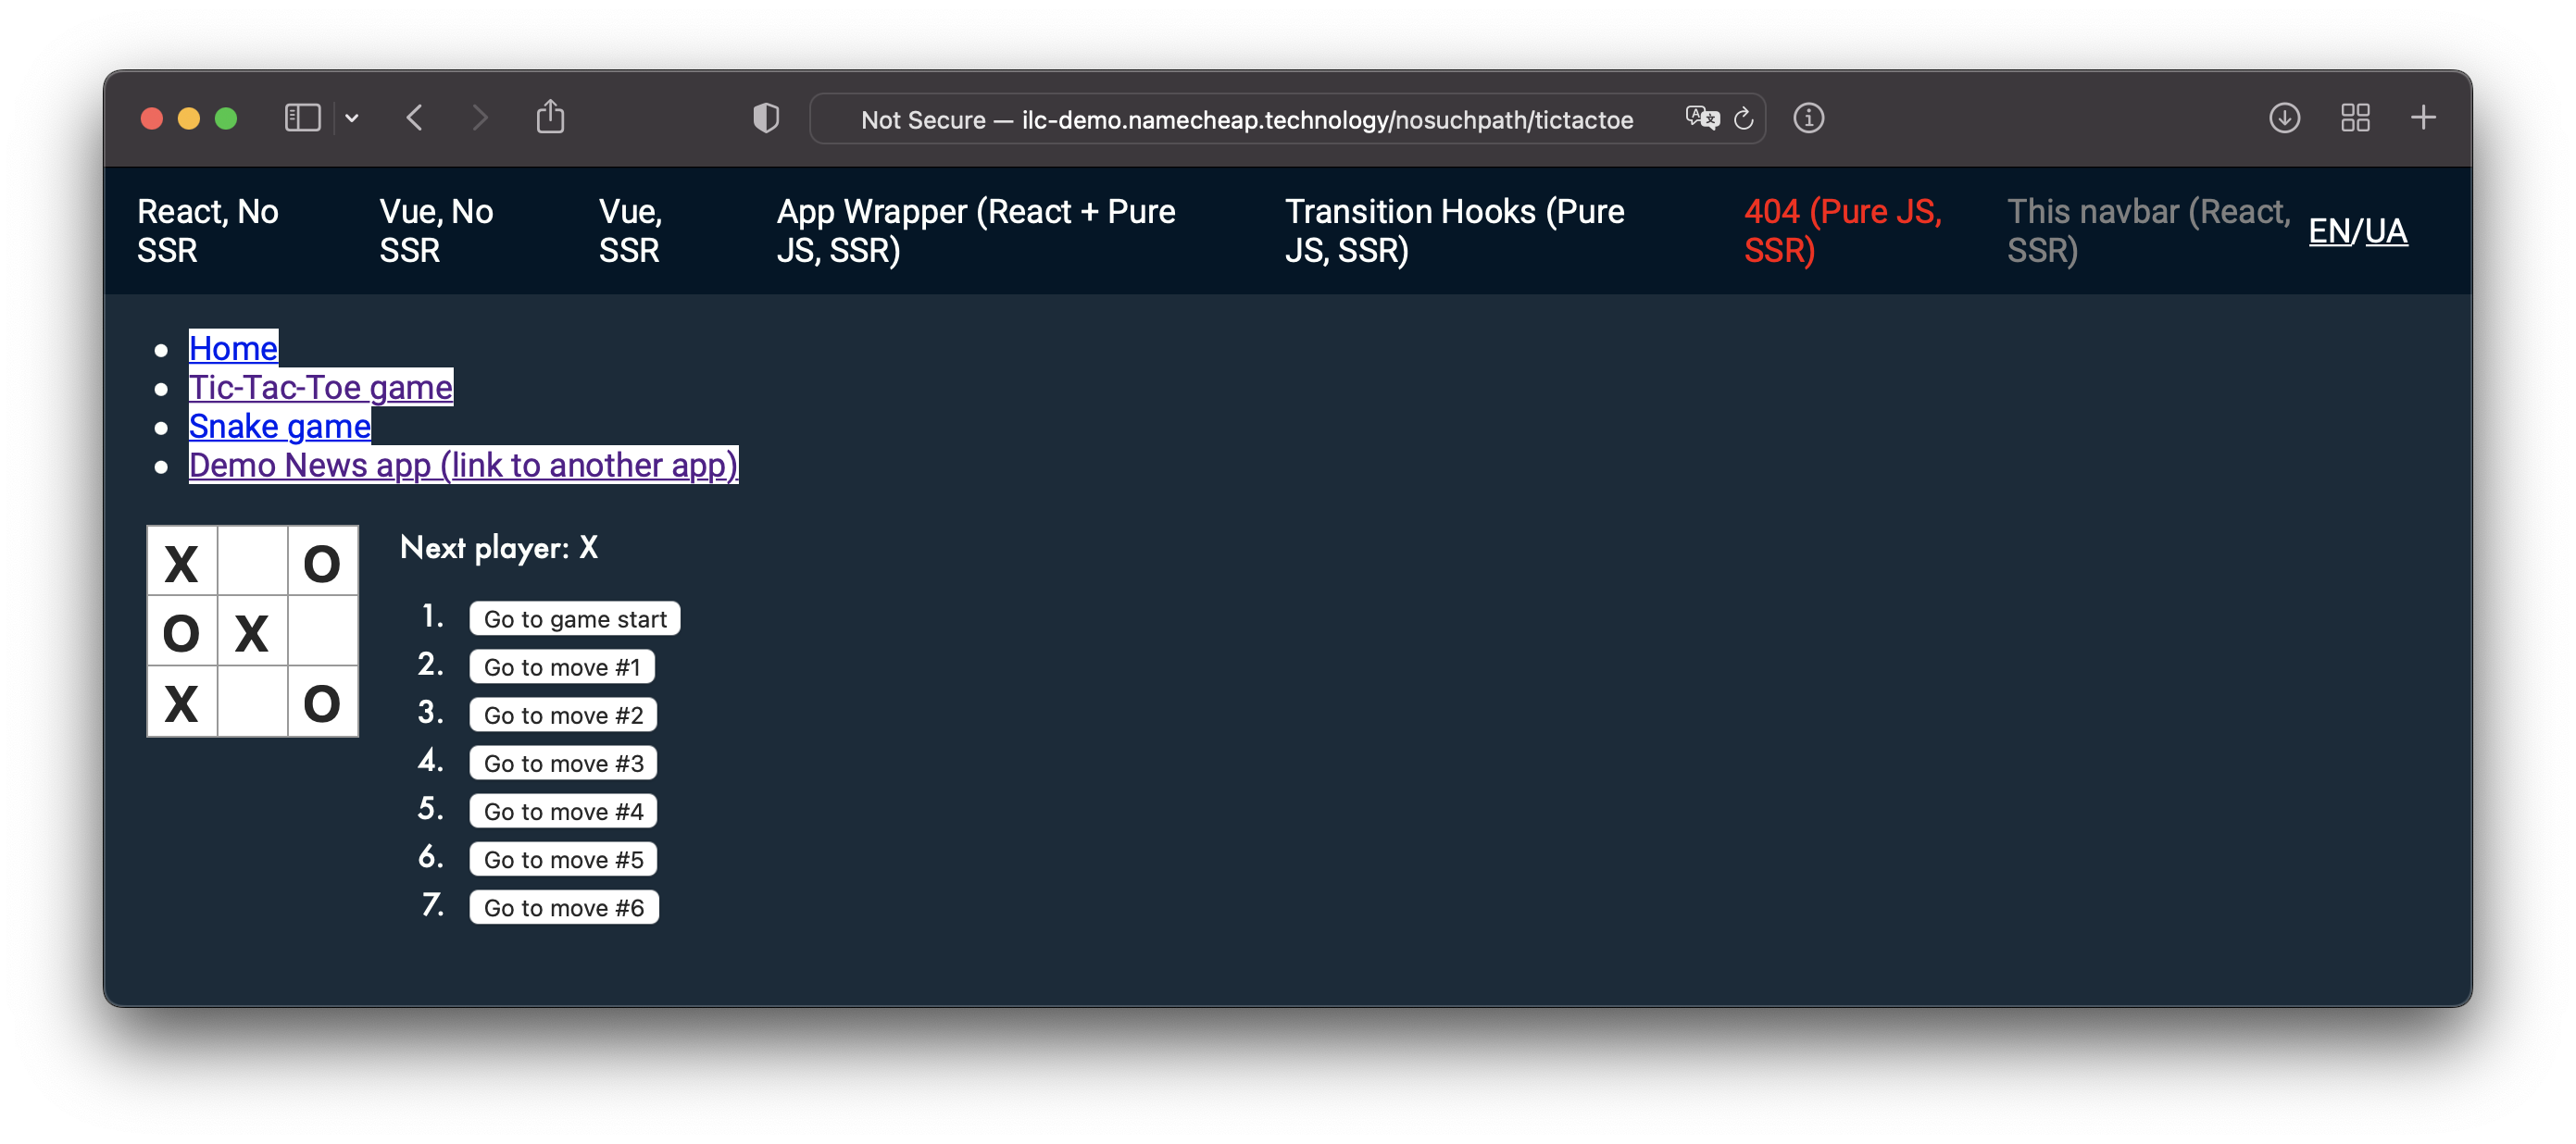 Not Secure — ilc-demo.namecheap.technology/nosuchpath/tictactoe
React, No
SSR
Vue, No
SSR
Vue,
SSR
App Wrapper (React + Pure
JS, SSR)
Transition Hooks (Pure
JS, SSR)
404 (Pure JS,
SSR)
This navbar (React,
SSR)
EN/UA
Home
Tic-Tac-Toe game
Snake game
Demo News app (link to another app)
X O
O X
X O
Next player: X
1. Go to game start
2. Go to move #1
3. Go to move #2
4. Go to move #3
5. Go to move #4
6. Go to move #5
7. Go to move #6